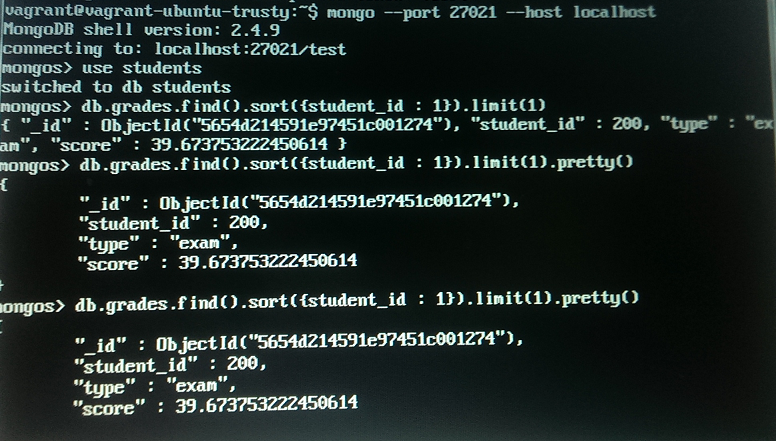 vagrant@vagrant-ubuntu-trusty:~$ mongo --port 27021 --host localhost
MongoDB shell version: 2.4.9
connecting to: localhost:27021/test
mongos> use students
switched to db students
mongos> db.grades.find().sort({student_id : 1}).limit(1)
{ "_id" : ObjectId("5654d214591e97451c001274"), "student_id" : 200, "type" : "ex
am", "score" : 39.673753222450614 }
mongos> db.grades.find().sort({student_id : 1}).limit(1).pretty()
{
"_id" : ObjectId("5654d214591e97451c001274"),
"student_id" : 200,
"type" : "exam",
"score" : 39.673753222450614
}
mongos> db.grades.find().sort({student_id : 1}).limit(1).pretty()
{
"_id" : ObjectId("5654d214591e97451c001274"),
"student_id" : 200,
"type" : "exam",
"score" : 39.673753222450614